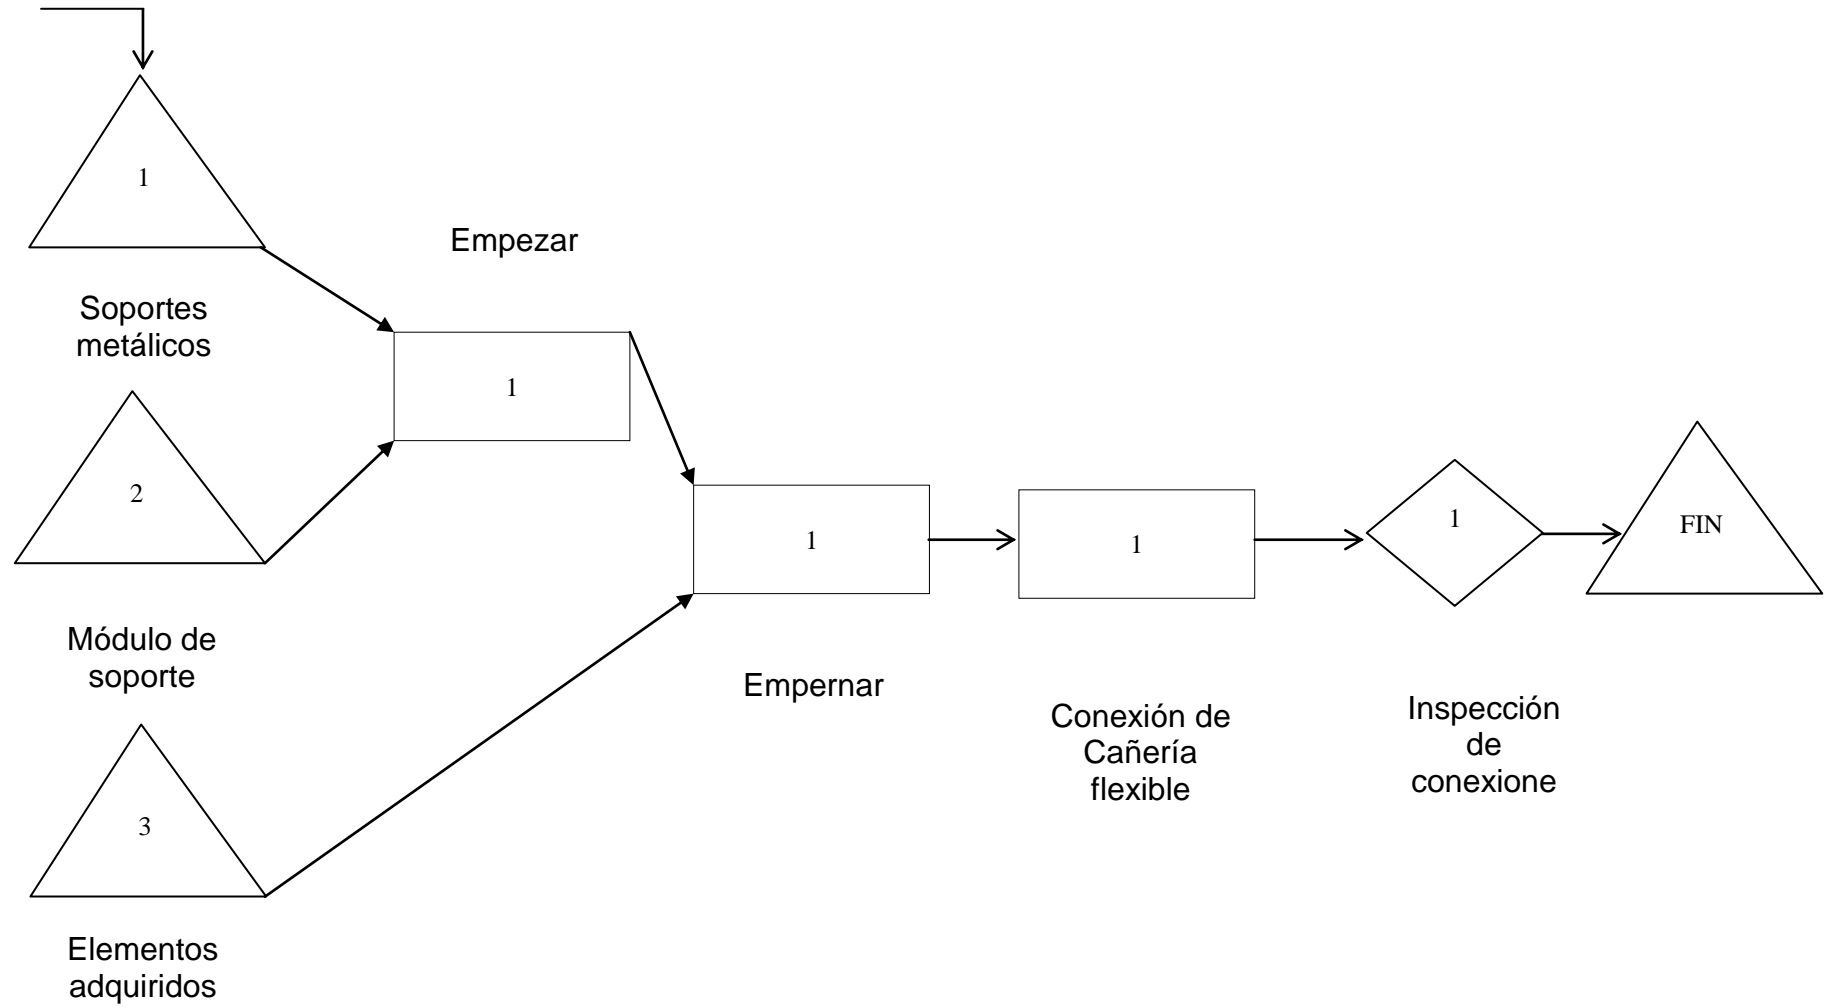 1
Soportes
metálicos
Empezar
1
2
Módulo de
soporte
3
Elementos
adquiridos
1
Empernar
1
Conexión de
Cañería
flexible
1
Inspección
de
conexione
FIN